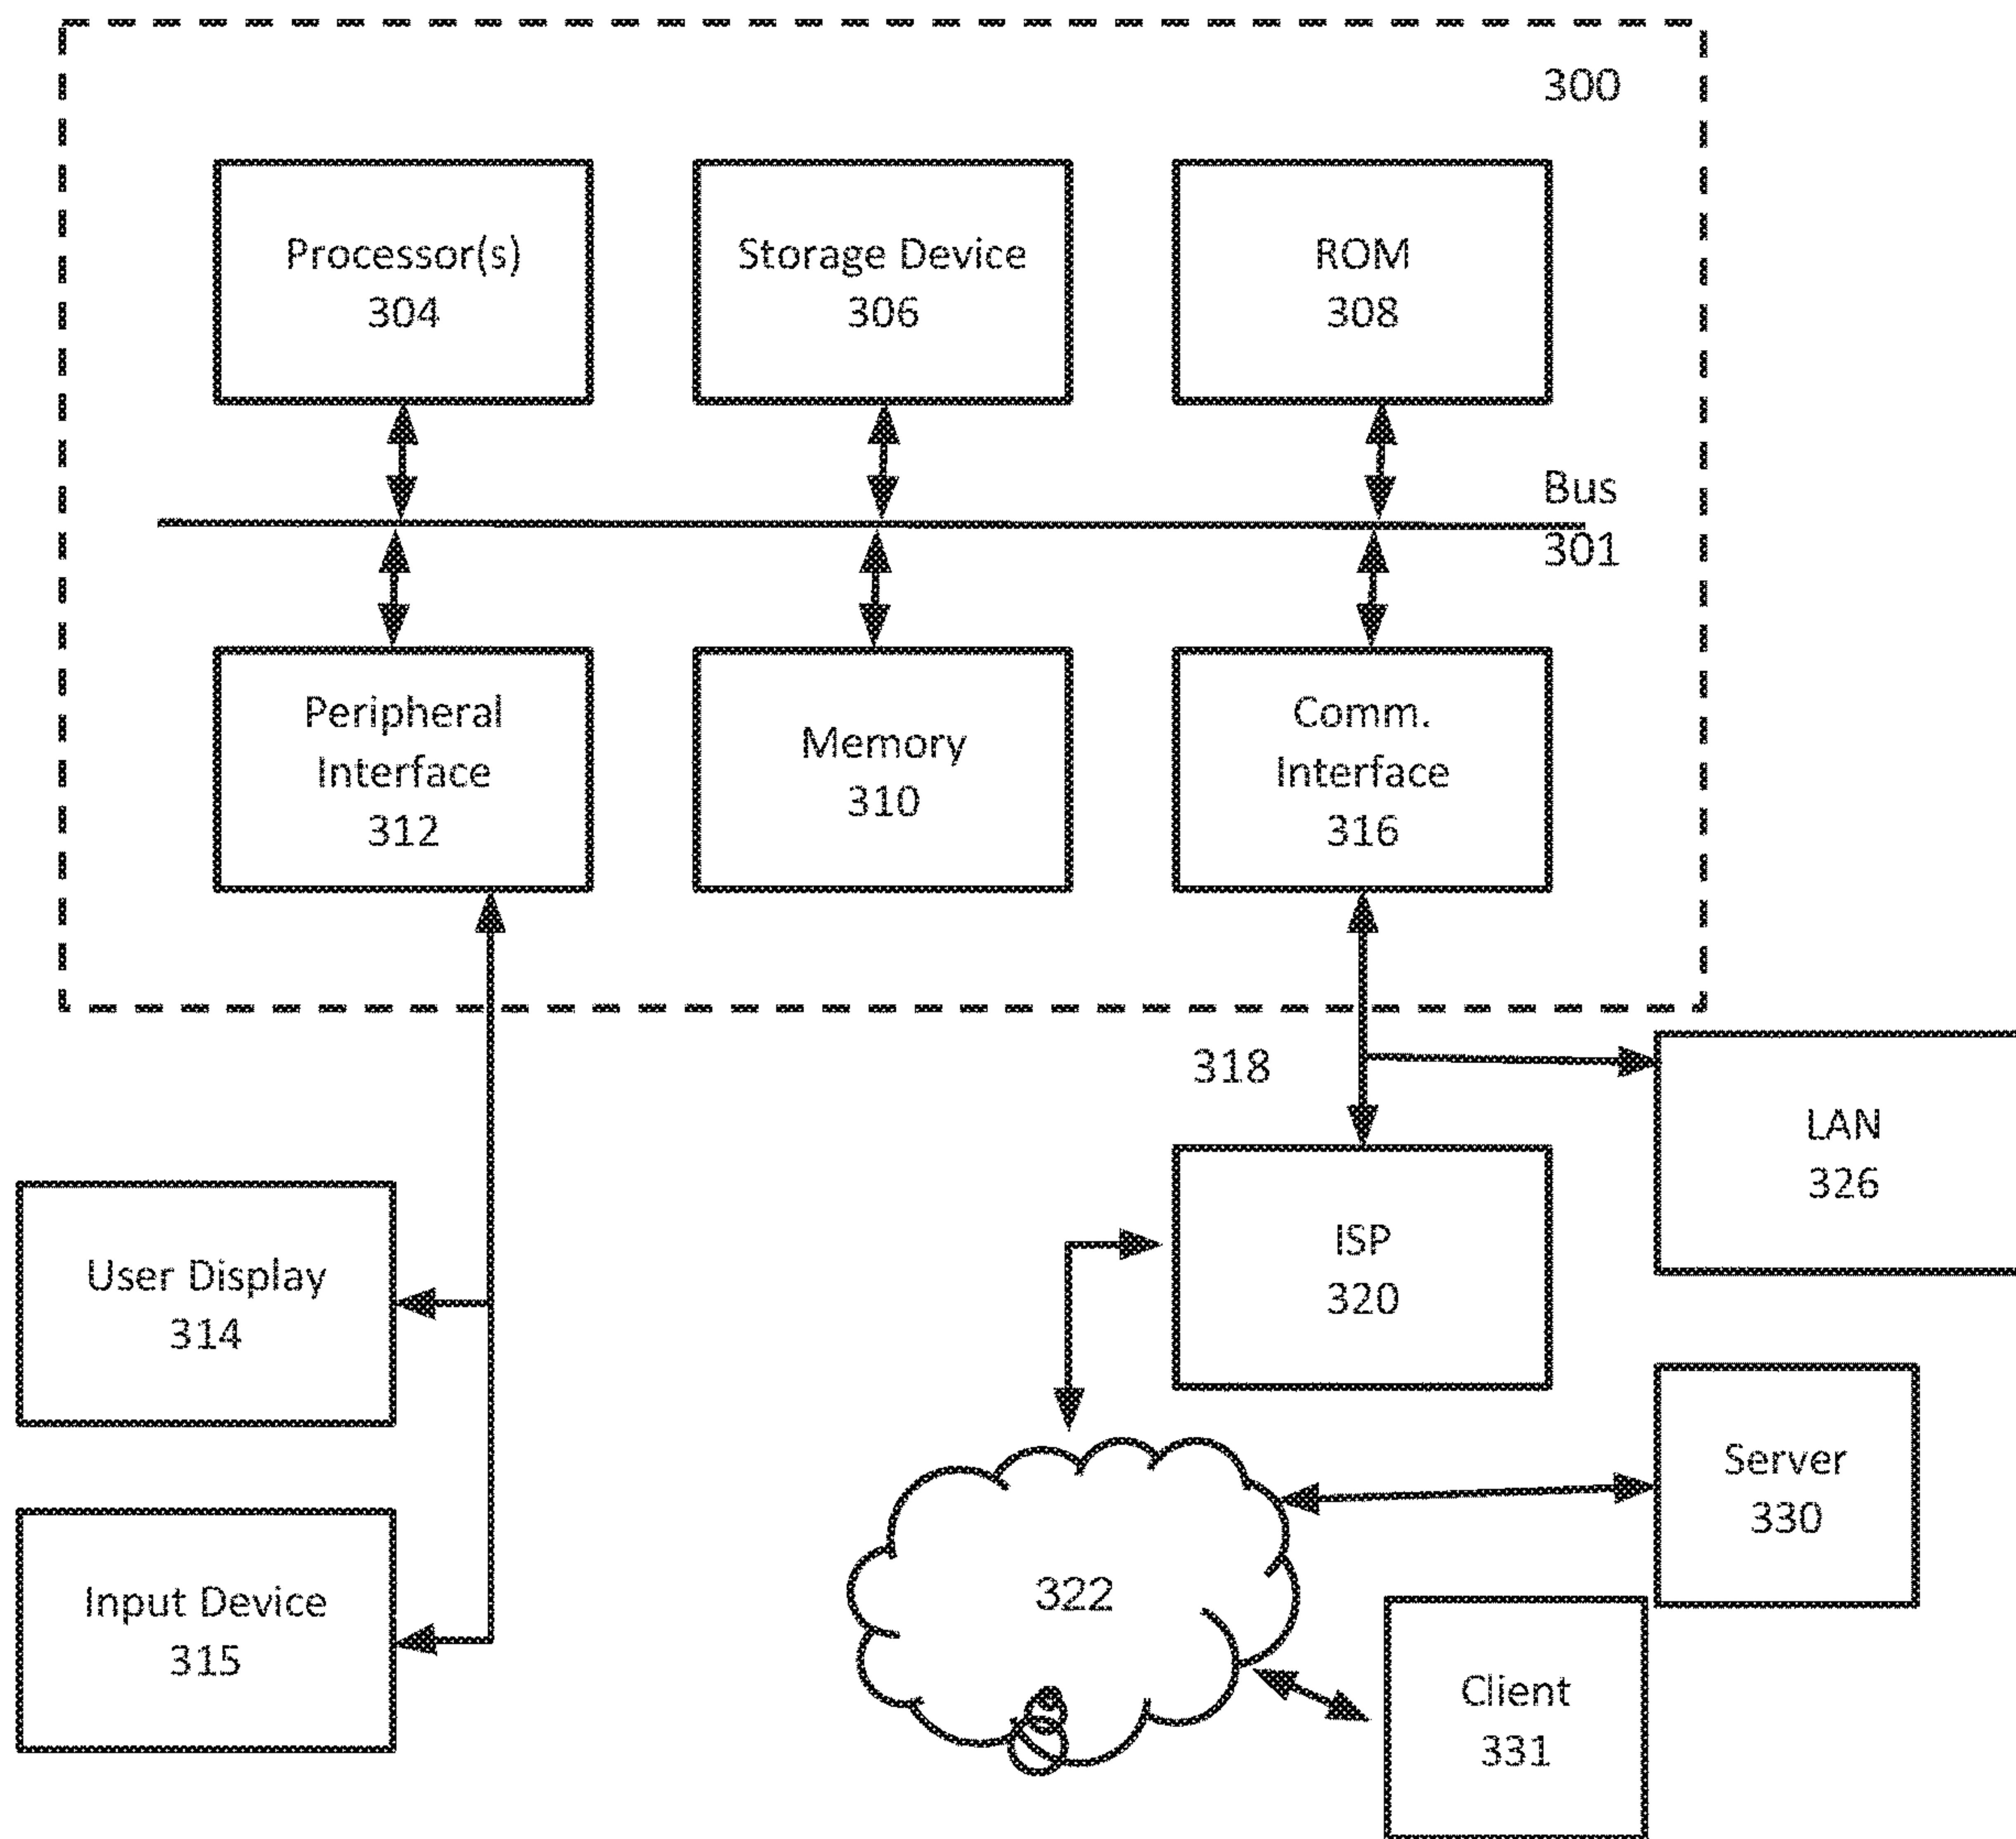 300
Processor(s)
304
Storage Device
306
ROM
308
Bus
301
Peripheral
Interface
312
Memory
310
Comm.
Interface
316
318
LAN
326
User Display
314
ISP
320
Server
330
Input Device
315
322
Client
331